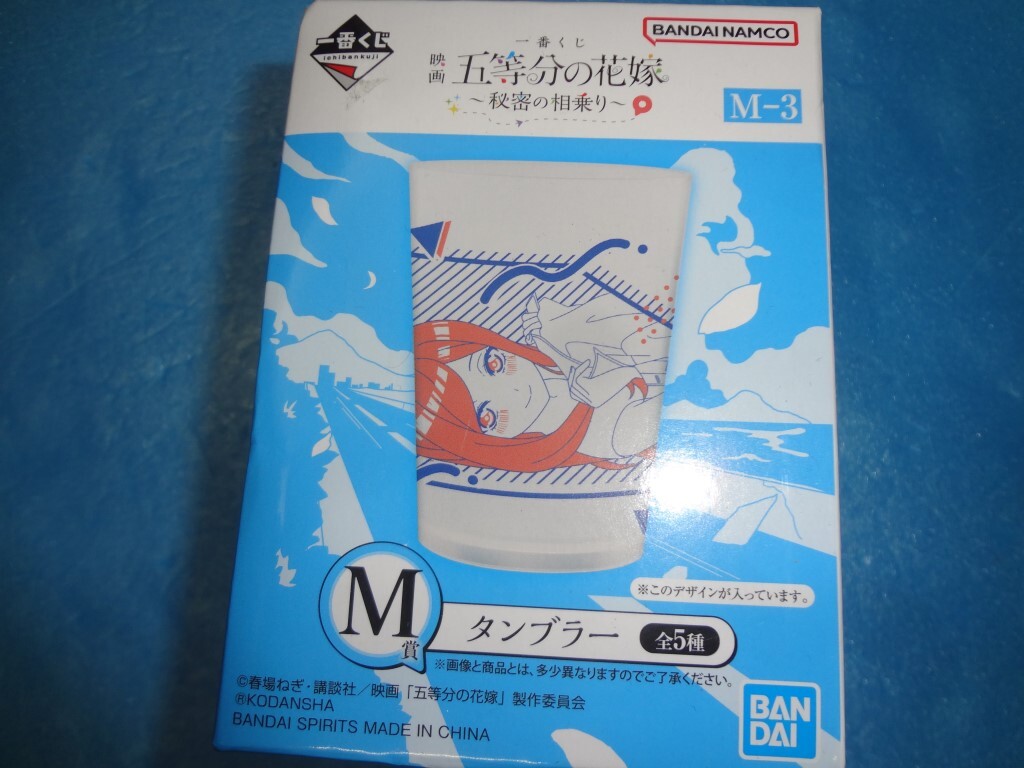 一番くじ
ichibankuji
一番くじ
映画 五等分の花嫁
～秘密の相乗り～
BANDAI NAMCO
M-3
※このデザインが入っています。
M賞
タンブラー 全5種
※画像と商品とは、多少異なりますのでご了承ください。
©春場ねぎ・講談社／映画「五等分の花嫁」製作委員会
®KODANSHA
BANDAI SPIRITS MADE IN CHINA
BAN
DAI